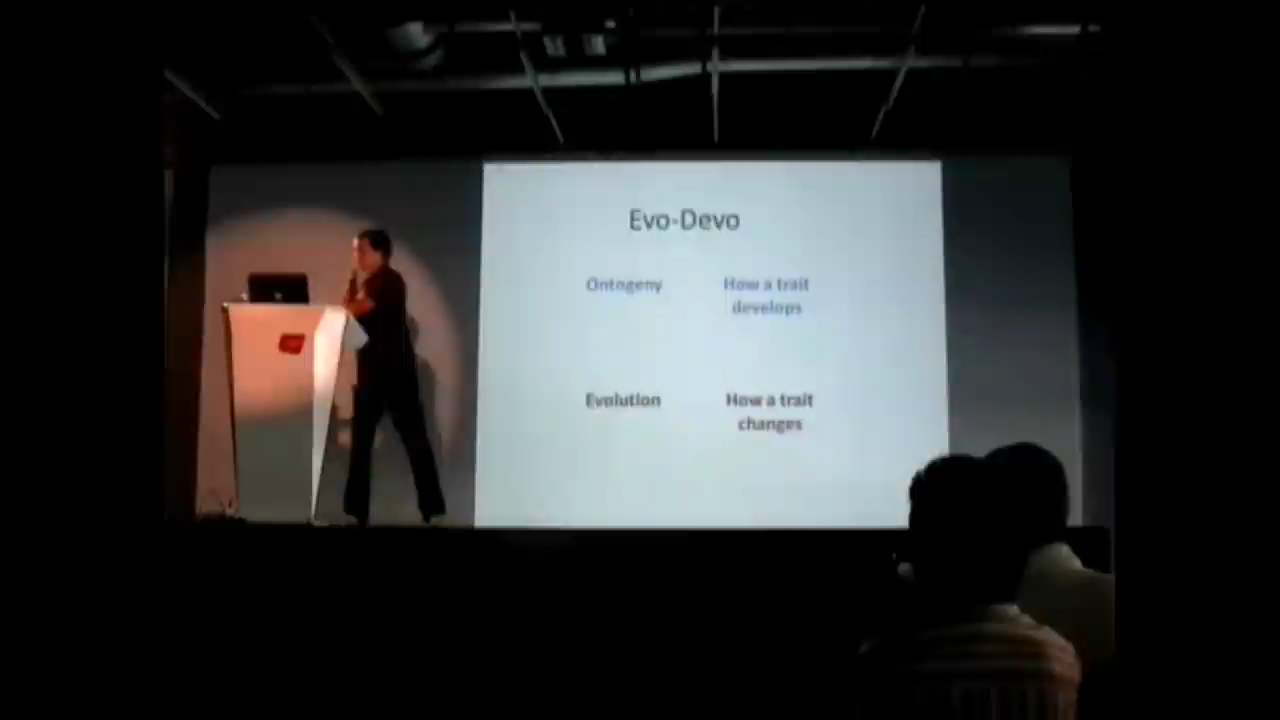 Evo-Devo
Ontogeny
How a trait
develops
Evolution
How a trait
changes